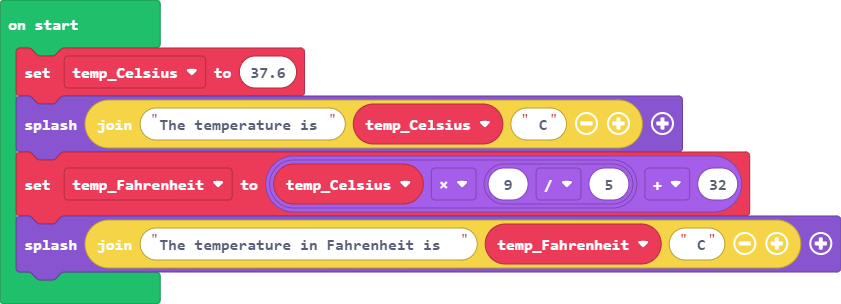 on start
set temp_Celsius to 37.6
splash join "The temperature is " temp_Celsius " C"
set temp_Fahrenheit to temp_Celsius × 9 / 5 + 32
splash join "The temperature in Fahrenheit is " temp_Fahrenheit " C"